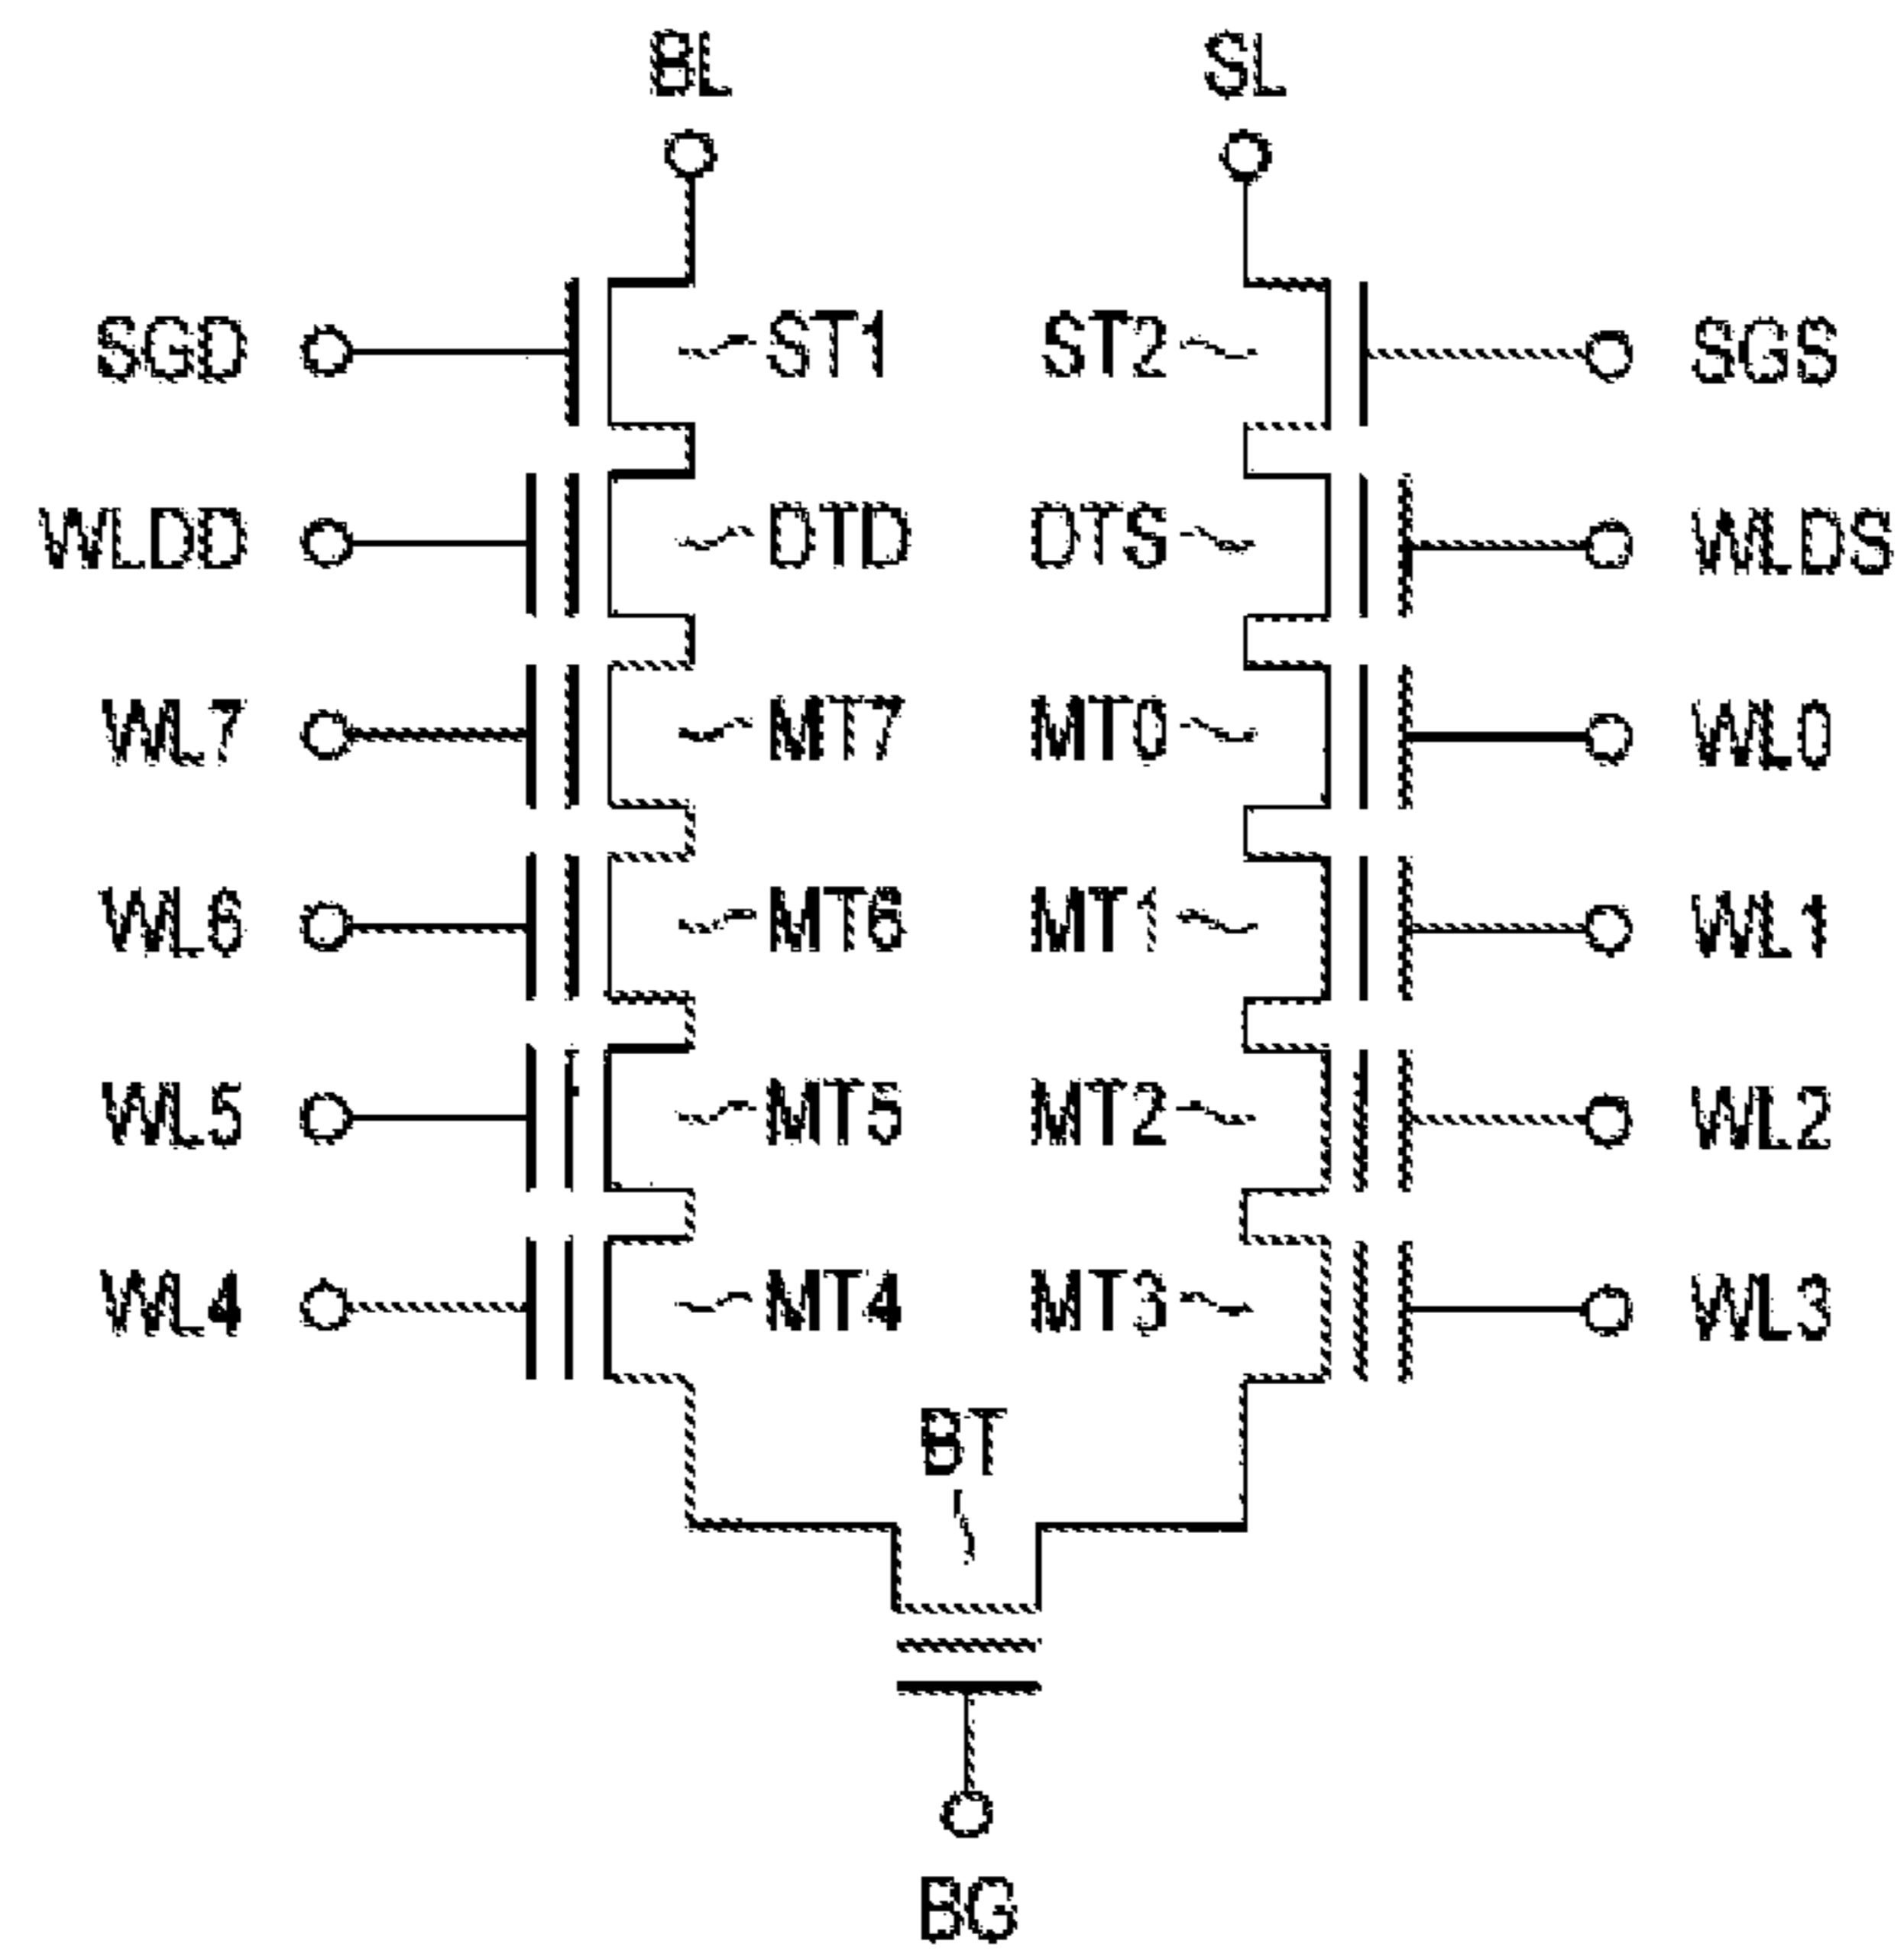 BL SL
SGD ST1 ST2 SGS
WLDD DTD DTS WLDS
WL7 MT7 MT0 WL0
WL6 MT6 MT1 WL1
WL5 MT5 MT2 WL2
WL4 MT4 MT3 WL3
BT
BG